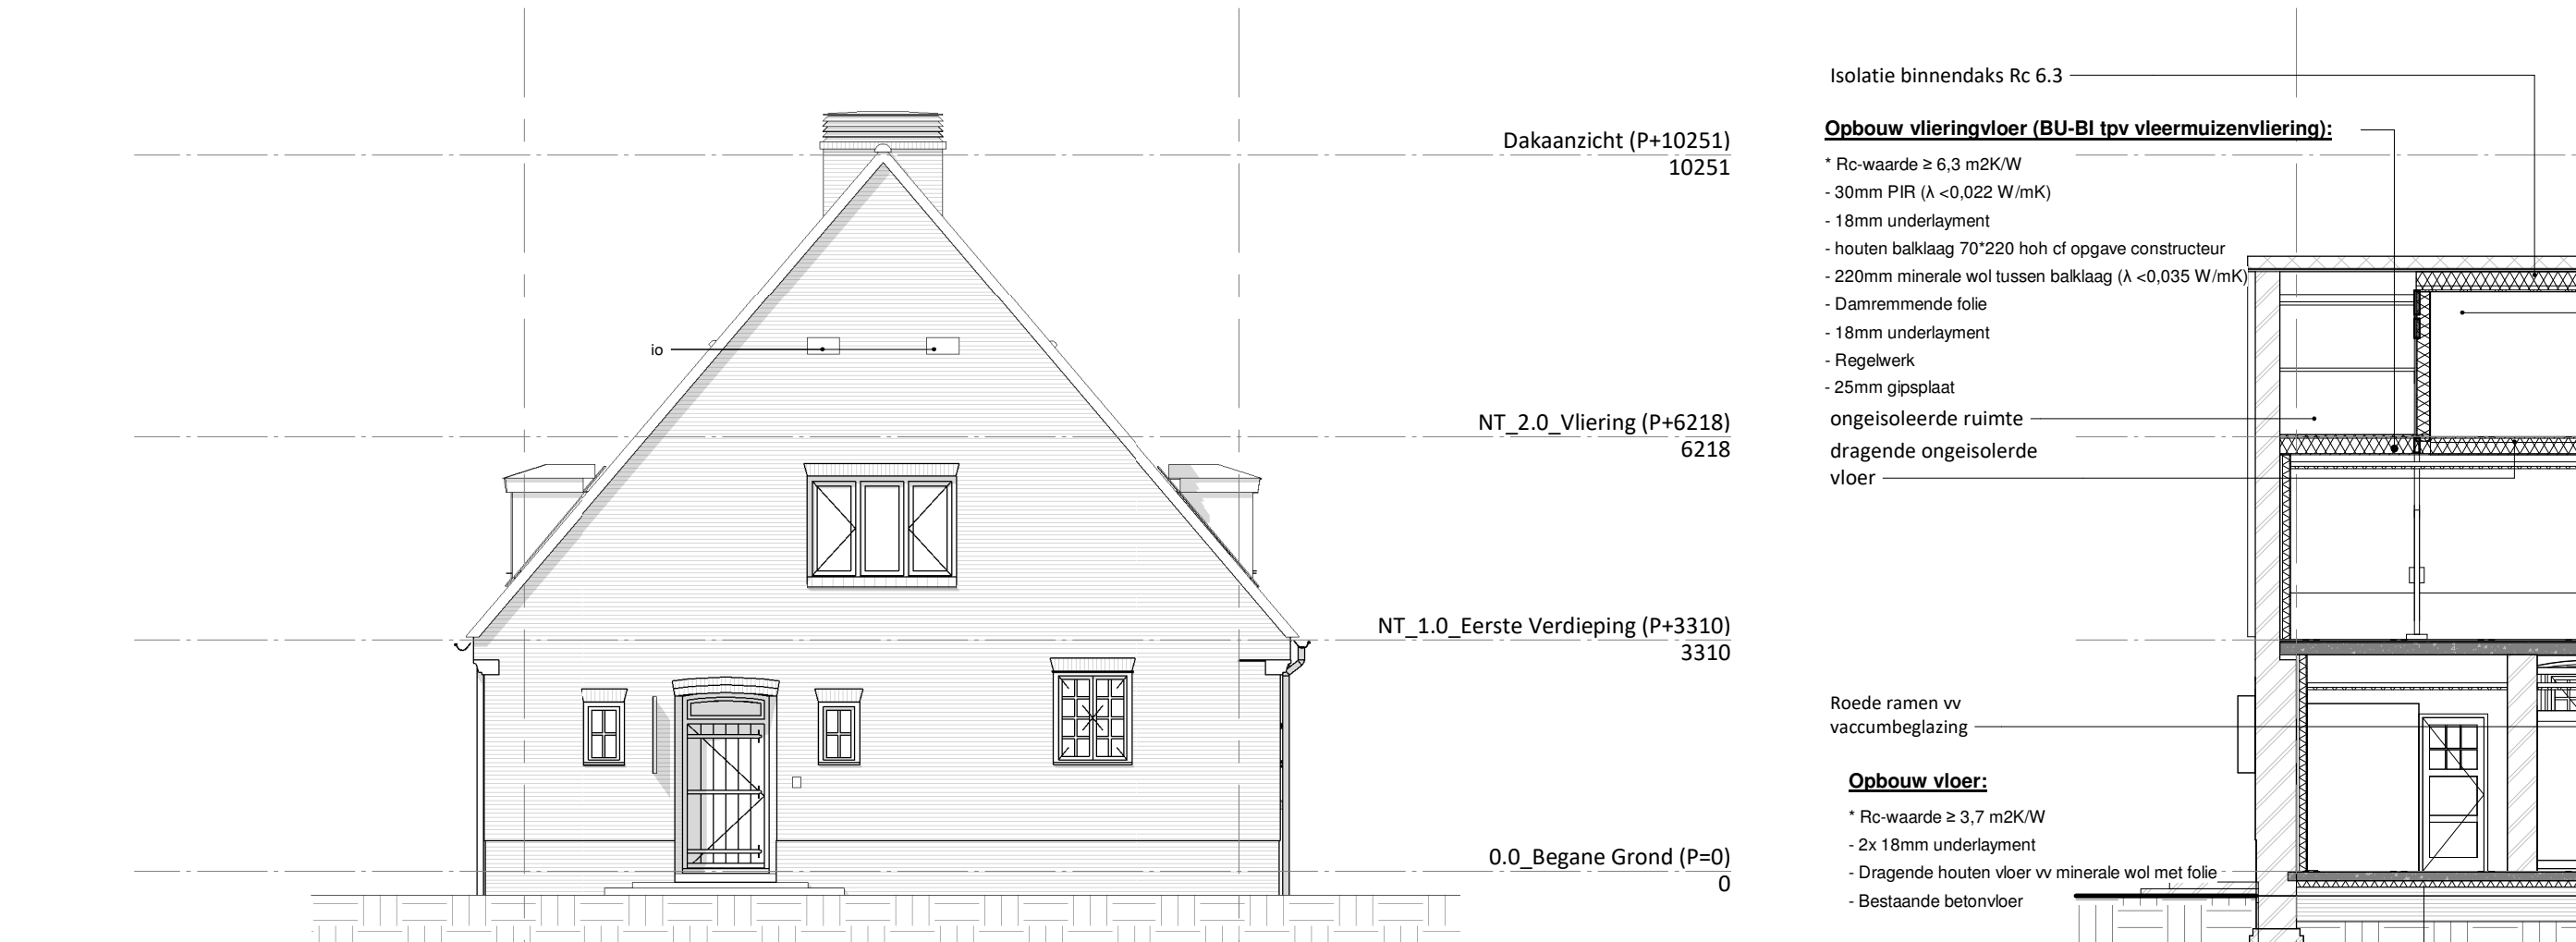 Dakaanzicht (P+10251)
10251
io
NT_2.0_Vliering (P+6218)
6218
NT_1.0_Eerste Verdieping (P+3310)
3310
0.0_Begane Grond (P=0)
0
Isolatie binnendaks Rc 6.3
Opbouw vlieringvloer (BU-BI tpv vleermuizenvliering):
* Rc-waarde ≥ 6,3 m2K/W
- 30mm PIR (λ <0,022 W/mK)
- 18mm underlayment
- houten balklaag 70*220 hoh cf opgave constructeur
- 220mm minerale wol tussen balklaag (λ <0,035 W/mK)
- Damremmende folie
- 18mm underlayment
- Regelwerk
- 25mm gipsplaat
ongeisoleerde ruimte
dragende ongeisolerde
vloer
Roede ramen vv
vaccumbeglazing
Opbouw vloer:
* Rc-waarde ≥ 3,7 m2K/W
- 2x 18mm underlayment
- Dragende houten vloer vv minerale wol met folie
- Bestaande betonvloer